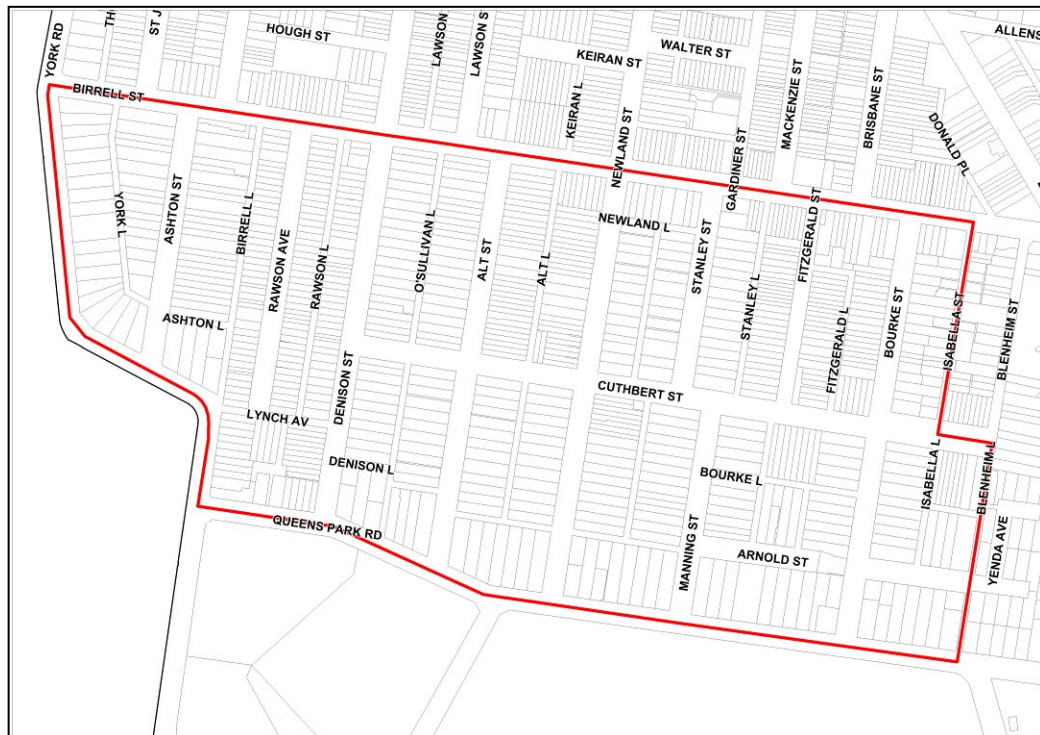 ALLENS
HOUGH ST
LAWSON
LAWSON S
WALTER ST
KEIRAN ST
YORK RD
ST J
BIRRELL ST
MACKENZIE ST
BRISBANE ST
KEIRAN L
NEWLAND ST
DONALD PL
GARDINER ST
YORK L
ASHTON ST
BIRRELL L
RAWSON AVE
RAWSON L
O'SULLIVAN L
ALT ST
ALT L
NEWLAND L
STANLEY ST
FITZGERALD ST
STANLEY L
FITZGERALD L
BOURKE ST
ISABELLA ST
BLENHEIM ST
ASHTON L
DENISON ST
CUTHBERT ST
LYNCH AV
DENISON L
BOURKE L
ISABELLA L
BLENHEIM L
QUEENS PARK RD
MANNING ST
ARNOLD ST
YENDA AVE